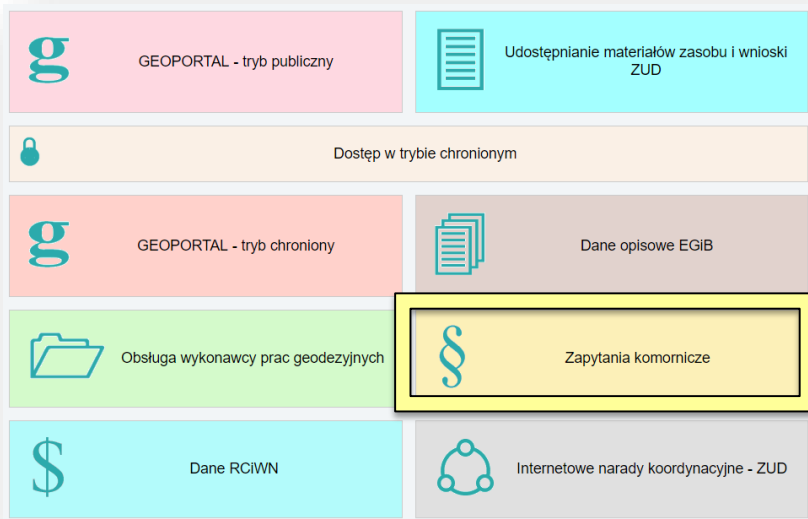 g
GEOPORTAL - tryb publiczny
Udostępnianie materiałów zasobu i wnioski
ZUD
Dostęp w trybie chronionym
g
GEOPORTAL - tryb chroniony
Dane opisowe EGiB
Obsługa wykonawcy prac geodezyjnych
§
Zapytania komornicze
$
Dane RCiWN
Internetowe narady koordynacyjne - ZUD